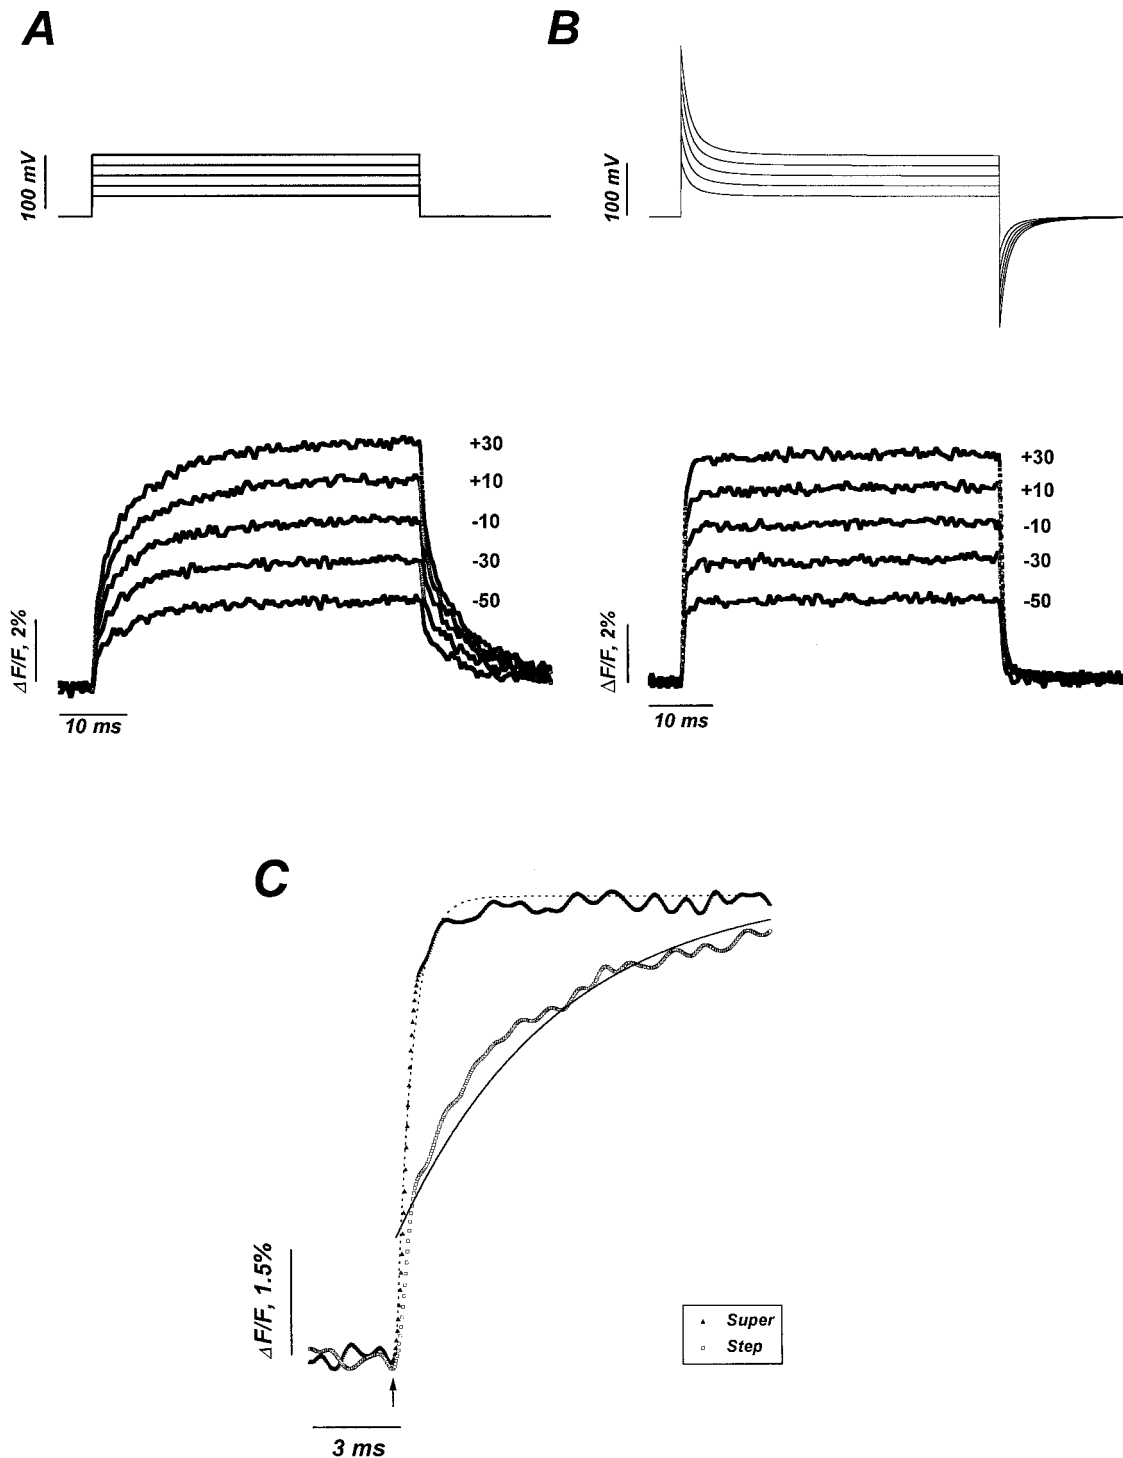 A
B
100 mV
100 mV
+30
+10
-10
-30
-50
ΔF/F, 2%
10 ms
+30
+10
-10
-30
-50
ΔF/F, 2%
10 ms
C
ΔF/F, 1.5%
3 ms
Super
Step